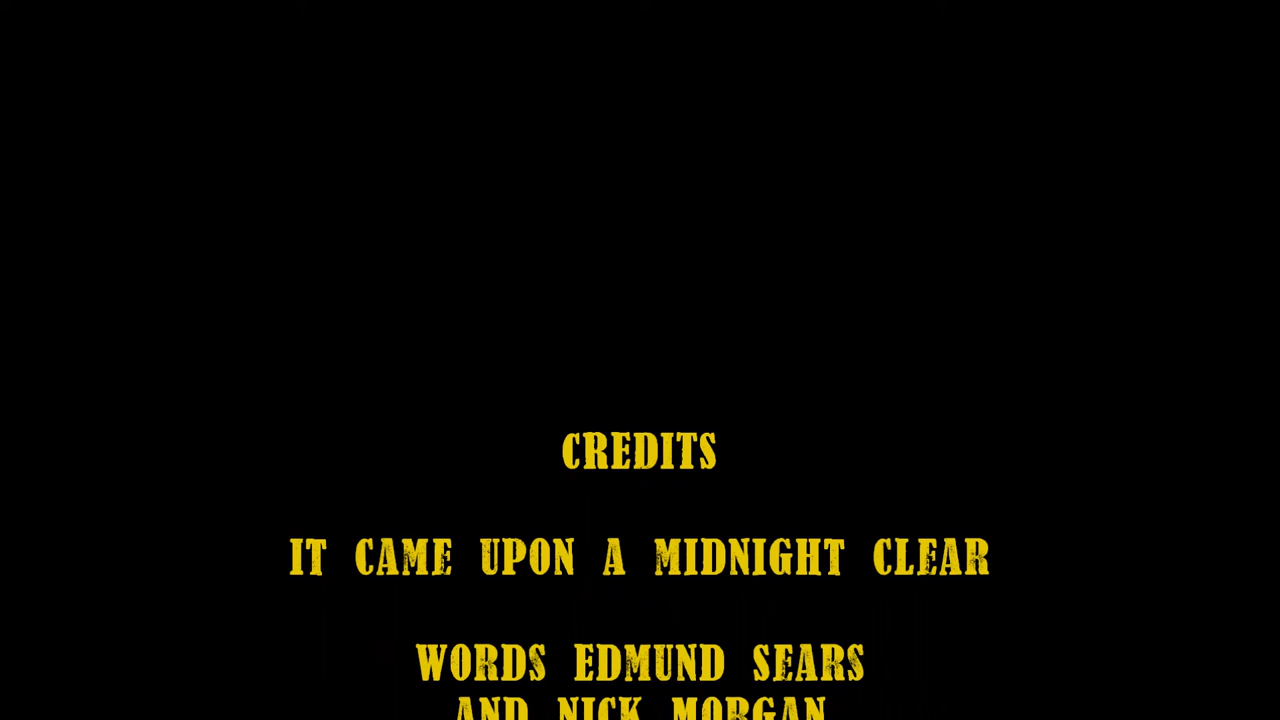 CREDITS
IT CAME UPON A MIDNIGHT CLEAR
WORDS EDMUND SEARS
AND NICK MORGAN